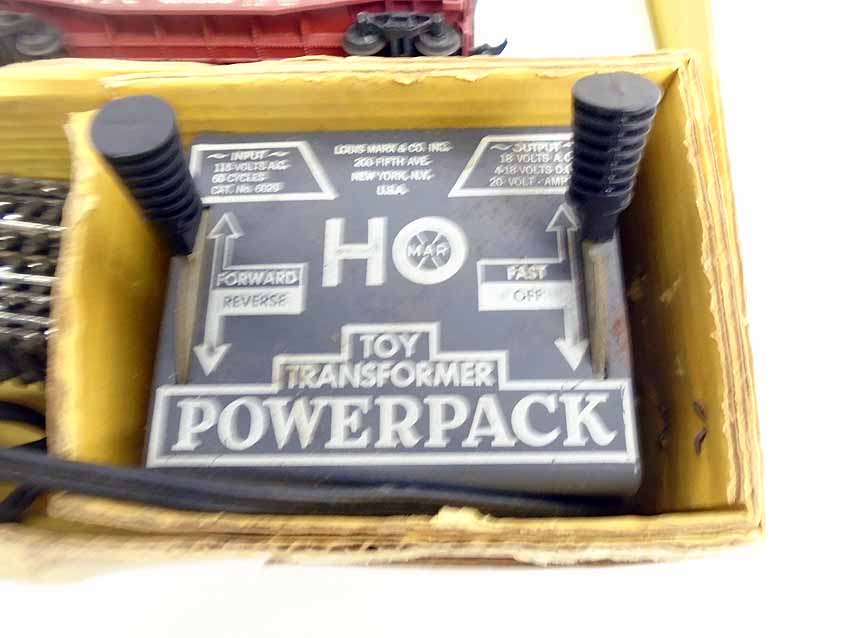 INPUT
115 VOLTS A.C.
60 CYCLES
CAT. No. 6029
LOUIS MARX & CO. INC.
200 FIFTH AVE.
NEW YORK, N.Y.
U.S.A.
OUTPUT
18 VOLTS A.C.
4-18 VOLTS D.C.
20 VOLT - AMP
HO
MAR
FORWARD
REVERSE
FAST
OFF
TOY
TRANSFORMER
POWERPACK